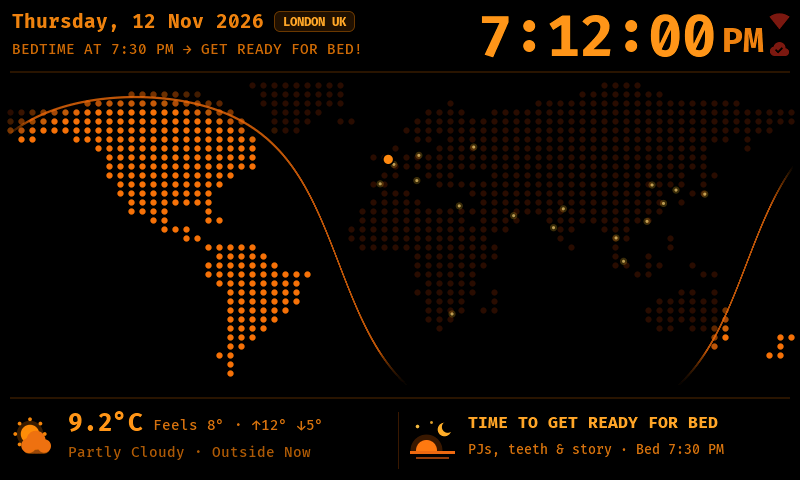 Thursday, 12 Nov 2026 LONDON UK
7:12:00 PM
BEDTIME AT 7:30 PM → GET READY FOR BED!
9.2°C Feels 8° · ↑12° ↓5°
Partly Cloudy · Outside Now
TIME TO GET READY FOR BED
PJs, teeth & story · Bed 7:30 PM